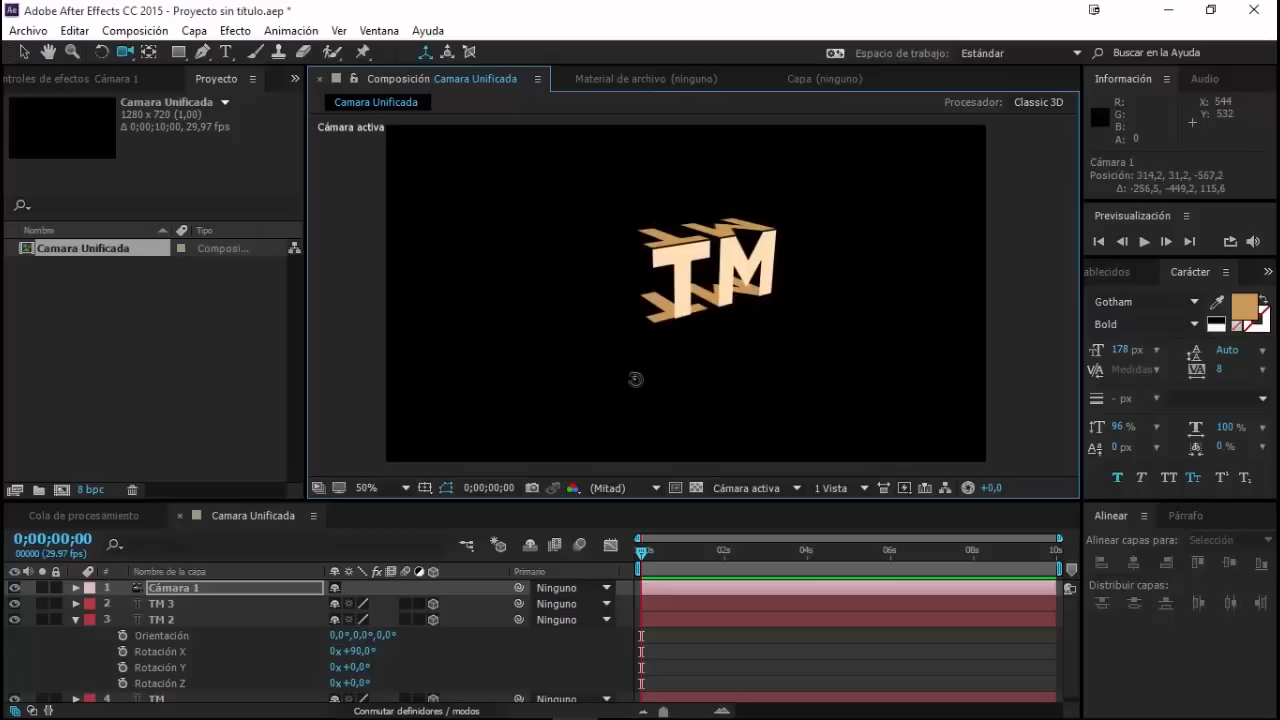 Adobe After Effects CC 2015 - Proyecto sin título.aep *
Archivo Editar Composición Capa Efecto Animación Ver Ventana Ayuda
Espacio de trabajo: Estándar Buscar en la Ayuda
ontroles de efectos Cámara 1 Proyecto
Composición Camara Unificada Material de archivo (ninguno) Capa (ninguno)
Información Audio
Camara Unificada
1280 x 720 (1,00)
Δ 0;00;10;00, 29,97 fps
Camara Unificada
Procesador: Classic 3D
Cámara activa
R:
G:
B:
A: 0
X: 544
Y: 532
Cámara 1
Posición: 314,2, 31,2, -567,2
Δ: -256,5, -449,2, 115,6
Previsualización
Nombre Tipo
Camara Unificada Composi...
TM
ablecidos Carácter
Gotham
Bold
178 px Auto
Medidas 8
- px
96 % 100 %
0 px 0 %
T T TT Tт T¹ T₁
8 bpc
50% 0;00;00;00 (Mitad) Cámara activa 1 Vista +0,0
Cola de procesamiento Camara Unificada
Alinear Párrafo
0;00;00;00
00000 (29.97 fps)
Alinear capas para: Selección
Distribuir capas:
02s 04s 06s 08s 10s
# Nombre de la capa fx Primario
1 Cámara 1 Ninguno
2 T TM 3 Ninguno
3 T TM 2 Ninguno
Orientación 0,0°,0,0°,0,0°
Rotación X 0x+90,0°
Rotación Y 0x+0,0°
Rotación Z 0x+0,0°
4 T TM Ninguno
Conmutar definidores / modos